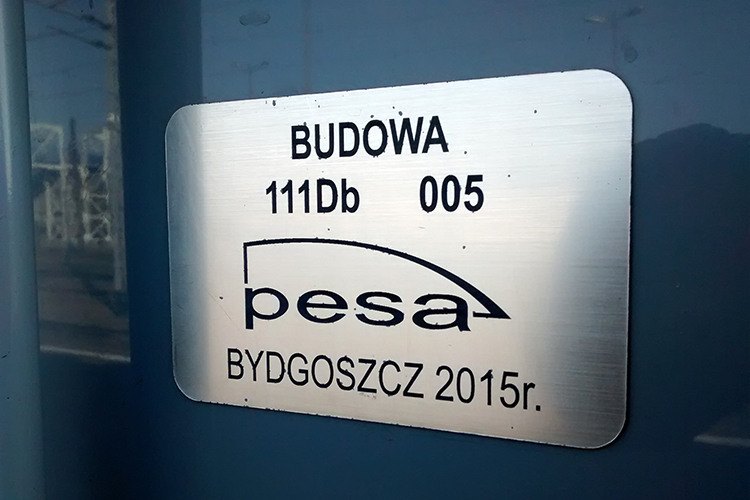 BUDOWA
111Db 005
pesa
BYDGOSZCZ 2015r.